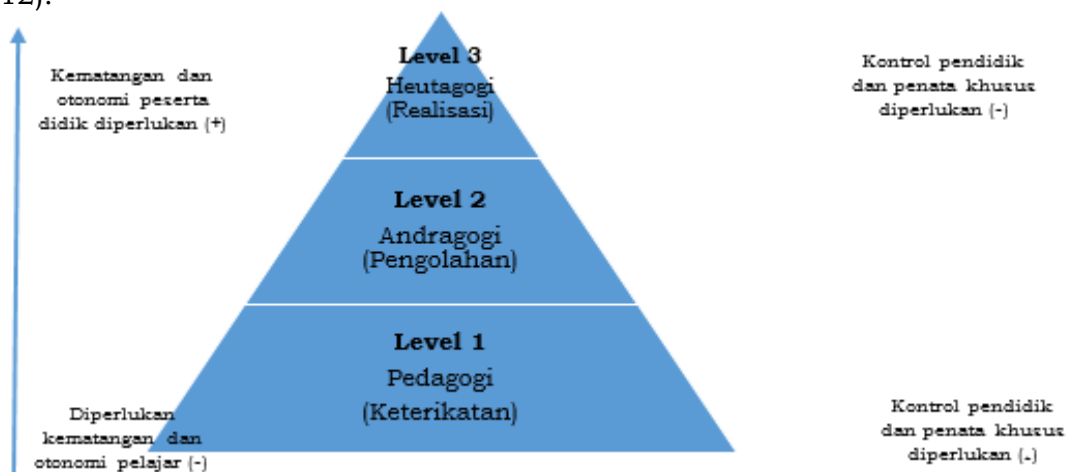 12).
Kematangan dan
otonomi peserta
didik diperlukan (+)
Level 3
Heutagogi
(Realisasi)
Kontrol pendidik
dan penata khusus
diperlukan (-)
Level 2
Andragogi
(Pengolahan)
Level 1
Pedagogi
(Keterikatan)
Diperlukan
kematangan dan
otonomi pelajar (-)
Kontrol pendidik
dan penata khusus
diperlukan (.)